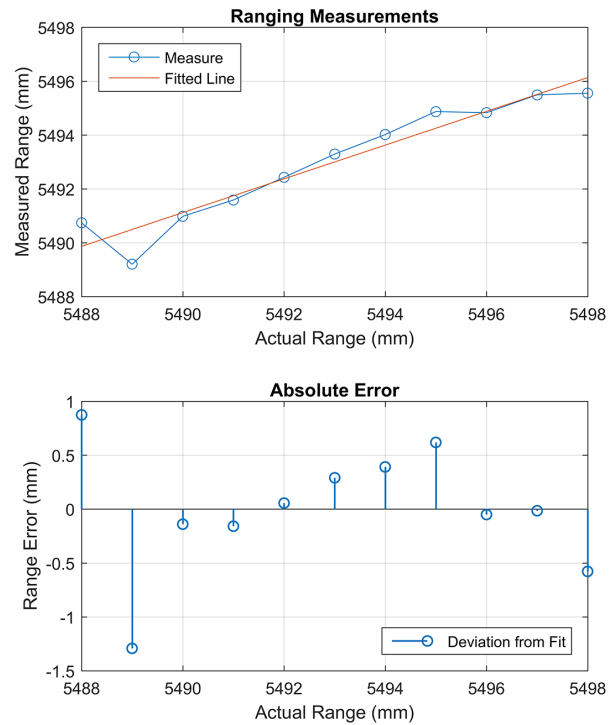 Ranging Measurements
5498
5496
5494
5492
5490
5488
Measured Range (mm)
Measure
Fitted Line
5488 5490 5492 5494 5496 5498
Actual Range (mm)
Absolute Error
1
0.5
0
-0.5
-1
-1.5
Range Error (mm)
Deviation from Fit
5488 5490 5492 5494 5496 5498
Actual Range (mm)